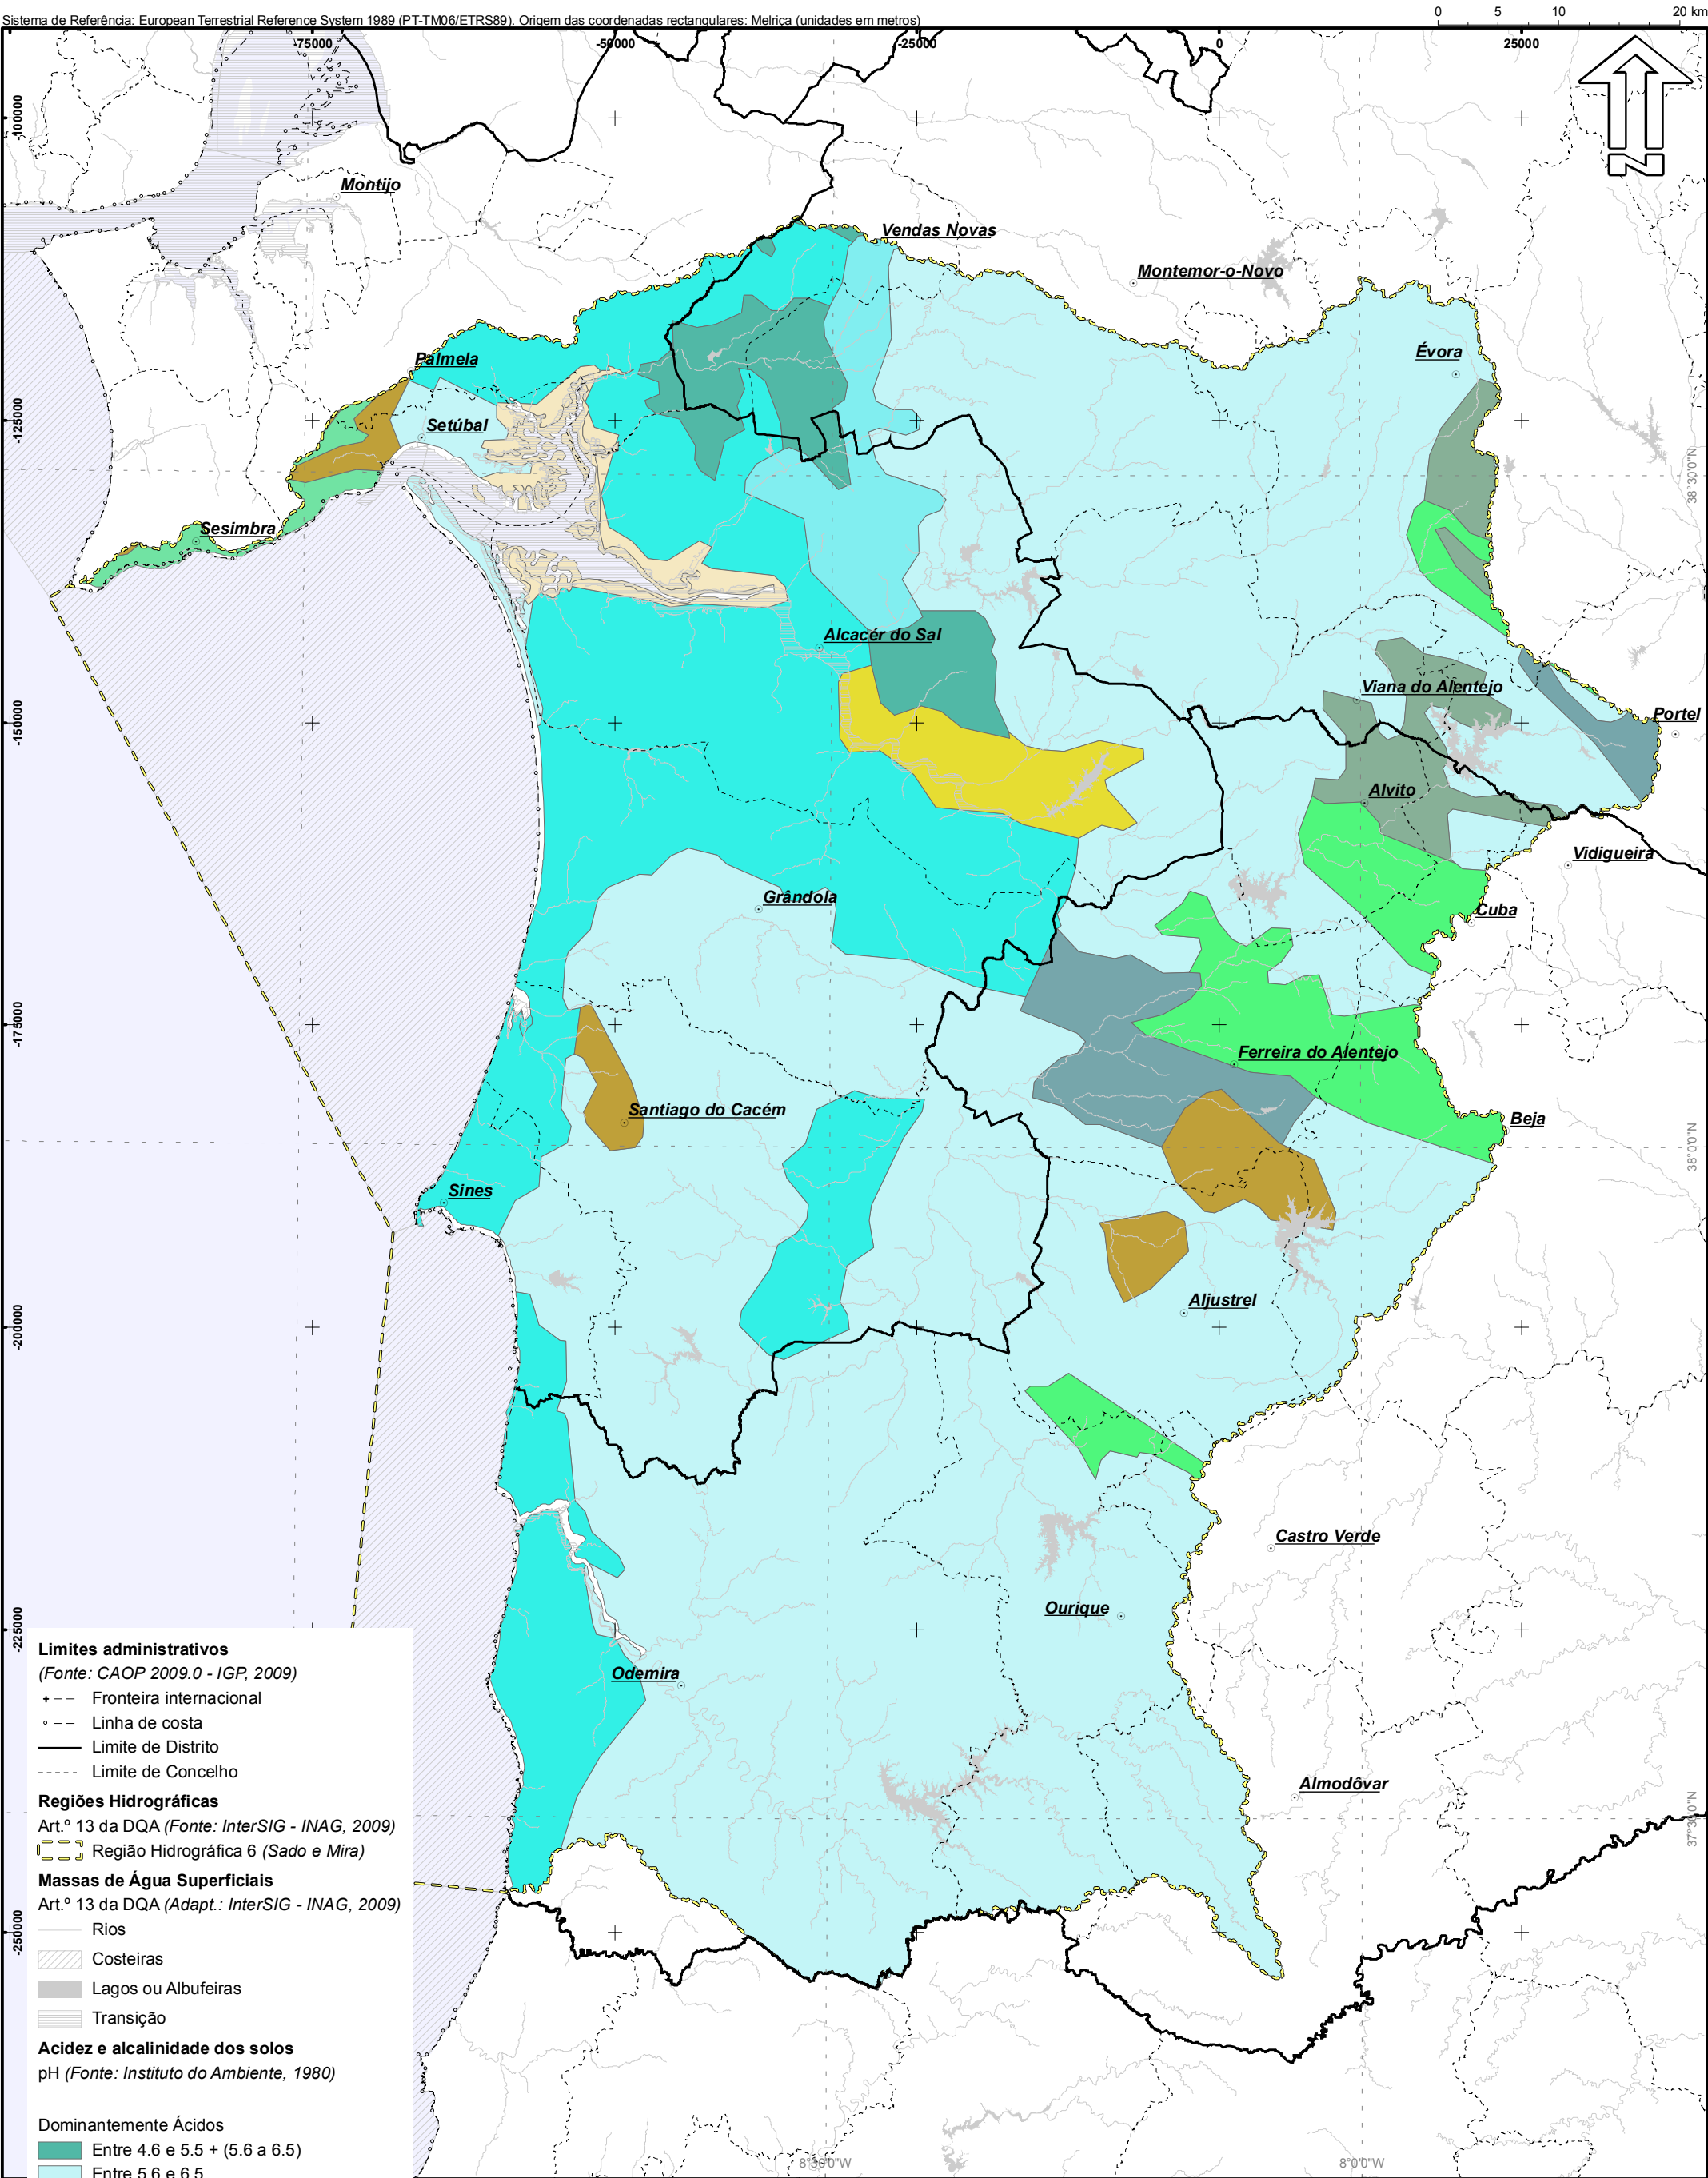 Sistema de Referência: European Terrestrial Reference System 1989 (PT-TM06/ETRS89). Origem das coordenadas rectangulares: Melriça (unidades em metros)
0 5 10 20 km
-75000 -50000 -25000 0 25000
-100000
-125000
-150000
-175000
-200000
-225000
-250000
38°30'0"N
38°0'0"N
37°30'0"N
8°30'0"W
8°0'0"W
N
Montijo
Vendas Novas
Montemor-o-Novo
Évora
Palmela
Setúbal
Sesimbra
Alcacér do Sal
Viana do Alentejo
Portel
Alvito
Vidigueira
Grândola
Cuba
Ferreira do Alentejo
Santiago do Cacém
Beja
Sines
Aljustrel
Castro Verde
Ourique
Odemira
Almodôvar
Limites administrativos
(Fonte: CAOP 2009.0 - IGP, 2009)
Fronteira internacional
Linha de costa
Limite de Distrito
Limite de Concelho
Regiões Hidrográficas
Art.º 13 da DQA (Fonte: InterSIG - INAG, 2009)
Região Hidrográfica 6 (Sado e Mira)
Massas de Água Superficiais
Art.º 13 da DQA (Adapt.: InterSIG - INAG, 2009)
Rios
Costeiras
Lagos ou Albufeiras
Transição
Acidez e alcalinidade dos solos
pH (Fonte: Instituto do Ambiente, 1980)
Dominantemente Ácidos
Entre 4.6 e 5.5 + (5.6 a 6.5)
Entre 5.6 e 6.5